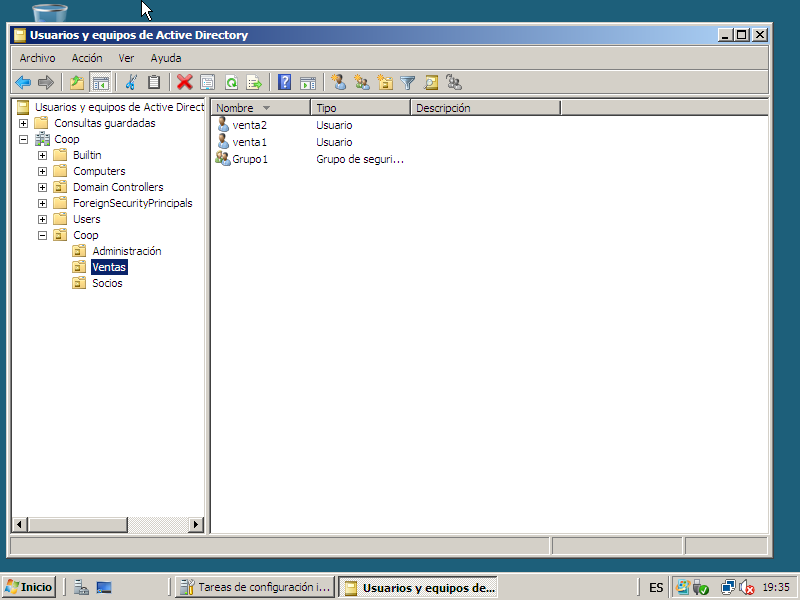 Usuarios y equipos de Active Directory
Archivo Acción Ver Ayuda
Usuarios y equipos de Active Direct
Consultas guardadas
Coop
Builtin
Computers
Domain Controllers
ForeignSecurityPrincipals
Users
Coop
Administración
Ventas
Socios
Nombre Tipo Descripción
venta2 Usuario
venta1 Usuario
Grupo1 Grupo de seguri...
Inicio Tareas de configuración i... Usuarios y equipos de... ES 19:35